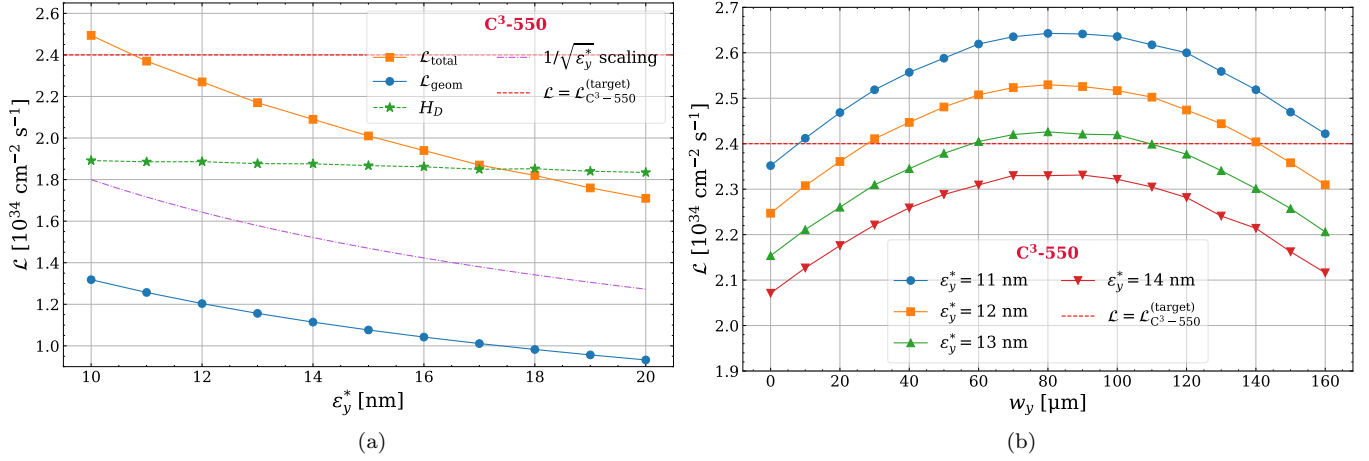 C³-550
ℒ_total
ℒ_geom
H_D
1/√ε*_y scaling
ℒ = ℒ^(target)_C³−550
2.6
2.4
2.2
2.0
1.8
1.6
1.4
1.2
1.0
ℒ [10³⁴ cm⁻² s⁻¹]
10 12 14 16 18 20
ε*_y [nm]
(a)
2.7
2.6
2.5
2.4
2.3
2.2
2.1
2.0
1.9
ℒ [10³⁴ cm⁻² s⁻¹]
C³-550
ε*_y = 11 nm
ε*_y = 12 nm
ε*_y = 13 nm
ε*_y = 14 nm
ℒ = ℒ^(target)_C³−550
0 20 40 60 80 100 120 140 160
w_y [μm]
(b)